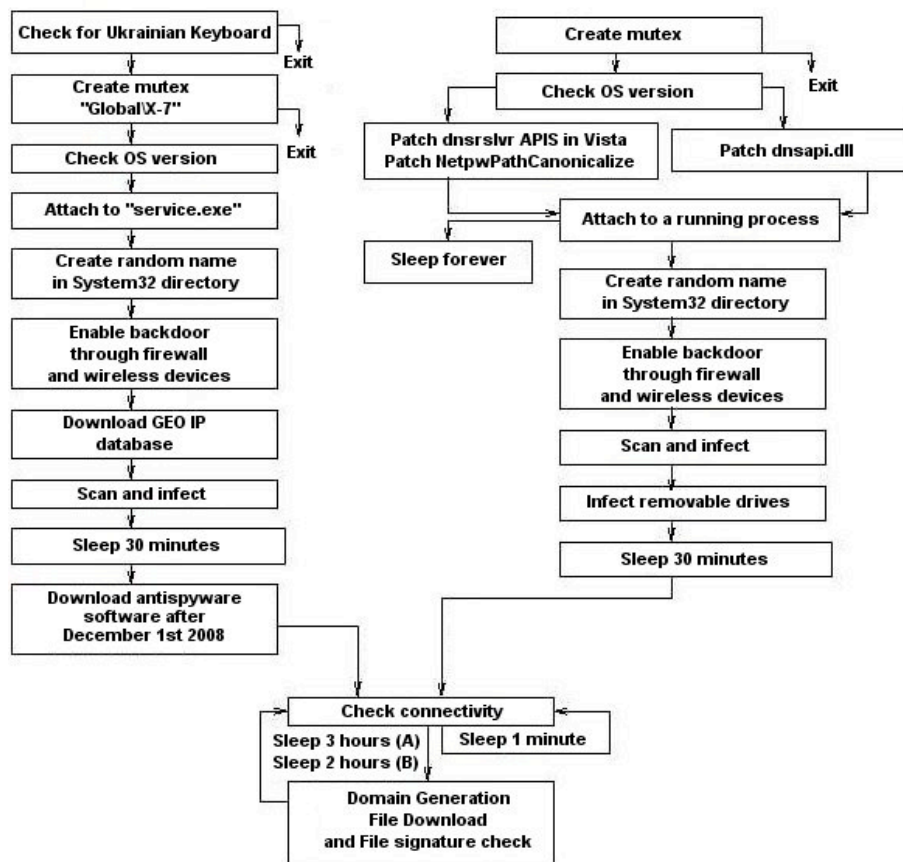 Check for Ukrainian Keyboard
Exit
Create mutex
"Global\X-7"
Exit
Check OS version
Attach to "service.exe"
Create random name
in System32 directory
Enable backdoor
through firewall
and wireless devices
Download GEO IP
database
Scan and infect
Sleep 30 minutes
Download antispyware
software after
December 1st 2008
Create mutex
Exit
Check OS version
Patch dnsrslvr APIS in Vista
Patch NetpwPathCanonicalize
Patch dnsapi.dll
Attach to a running process
Sleep forever
Create random name
in System32 directory
Enable backdoor
through firewall
and wireless devices
Scan and infect
Infect removable drives
Sleep 30 minutes
Check connectivity
Sleep 3 hours (A)
Sleep 2 hours (B)
Sleep 1 minute
Domain Generation
File Download
and File signature check